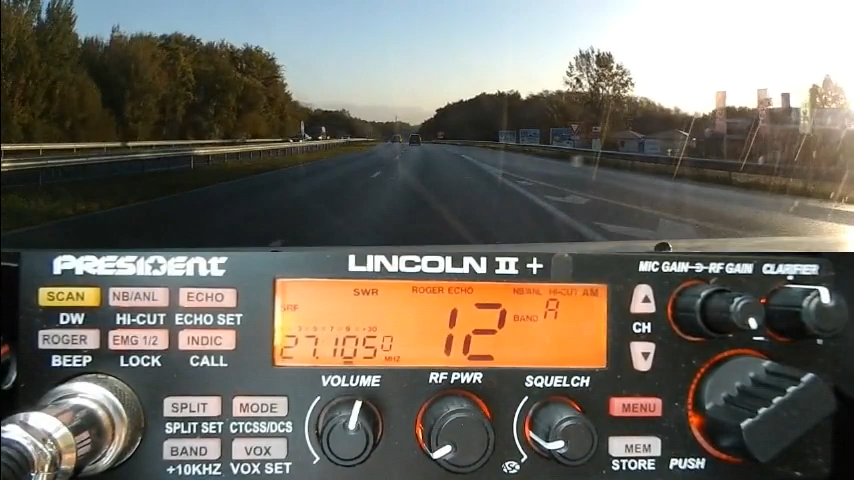 PRESIDENT LINCOLN II + MIC GAIN RF GAIN CLARIFIER
SCAN NB/ANL ECHO
DW HI-CUT ECHO SET
ROGER EMG 1/2 INDIC
BEEP LOCK CALL
SWR ROGER ECHO NB/ANL HI-CUT AM
SRF
12 BAND A
27.1050 MHZ
CH
VOLUME RF PWR SQUELCH
SPLIT MODE
SPLIT SET CTCSS/DCS
BAND VOX
+10KHZ VOX SET
MENU
MEM
STORE PUSH